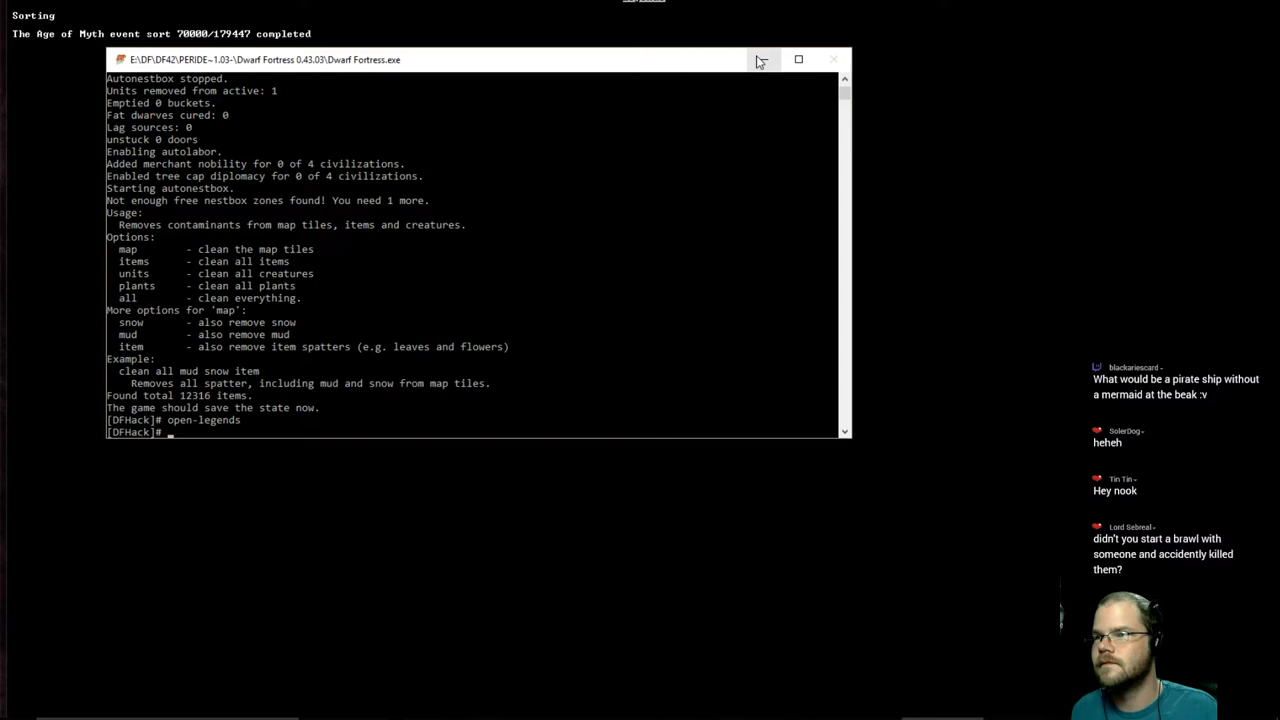 Sorting
The Age of Myth event sort 70000/179447 completed
E:\DF\DF42\PERIDE~1.03-\Dwarf Fortress 0.43.03\Dwarf Fortress.exe
Autonestbox stopped.
Units removed from active: 1
Emptied 0 buckets.
Fat dwarves cured: 0
Lag sources: 0
unstuck 0 doors
Enabling autolabor.
Added merchant nobility for 0 of 4 civilizations.
Enabled tree cap diplomacy for 0 of 4 civilizations.
Starting autonestbox.
Not enough free nestbox zones found! You need 1 more.
Usage:
Removes contaminants from map tiles, items and creatures.
Options:
map - clean the map tiles
items - clean all items
units - clean all creatures
plants - clean all plants
all - clean everything.
More options for 'map':
snow - also remove snow
mud - also remove mud
item - also remove item spatters (e.g. leaves and flowers)
Example:
clean all mud snow item
Removes all spatter, including mud and snow from map tiles.
Found total 12316 items.
The game should save the state now.
[DFHack]# open-legends
[DFHack]# _
blackariescard
What would be a pirate ship without
a mermaid at the beak :v
SolerDog
heheh
Tin Tin
Hey nook
Lord Sebreal
didn't you start a brawl with
someone and accidently killed
them?